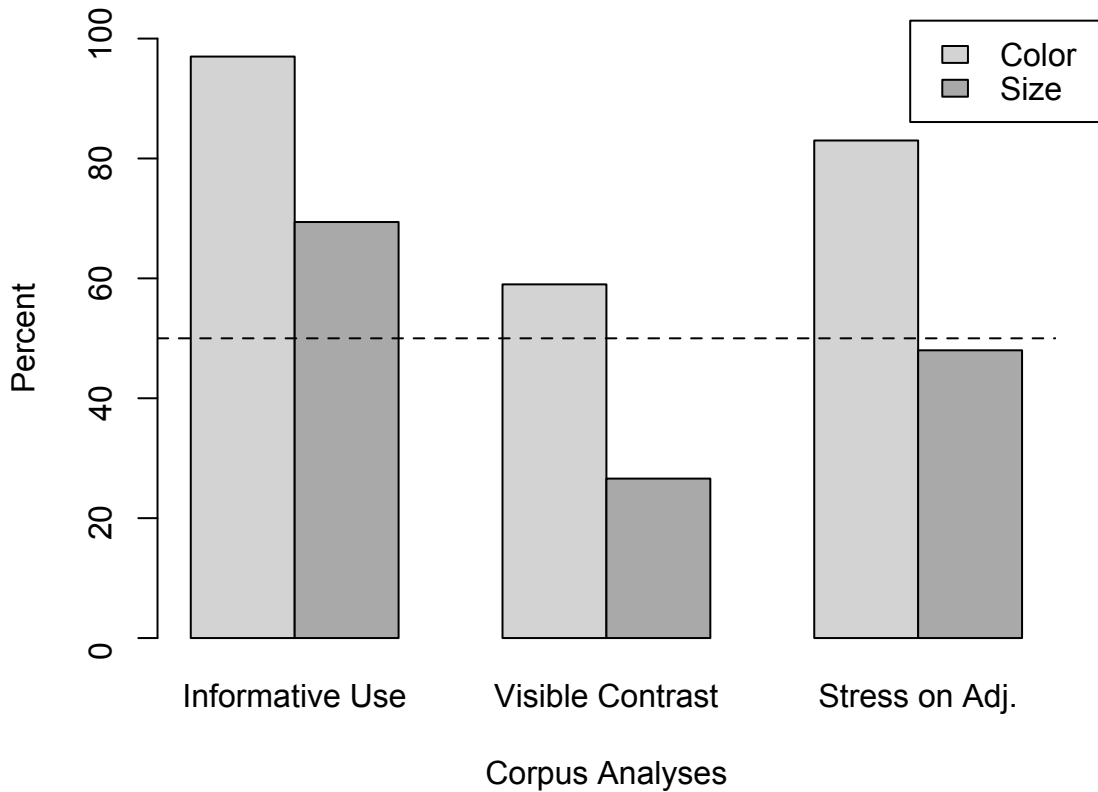 Color
Size
Percent
100
80
60
40
20
0
Informative Use
Visible Contrast
Stress on Adj.
Corpus Analyses